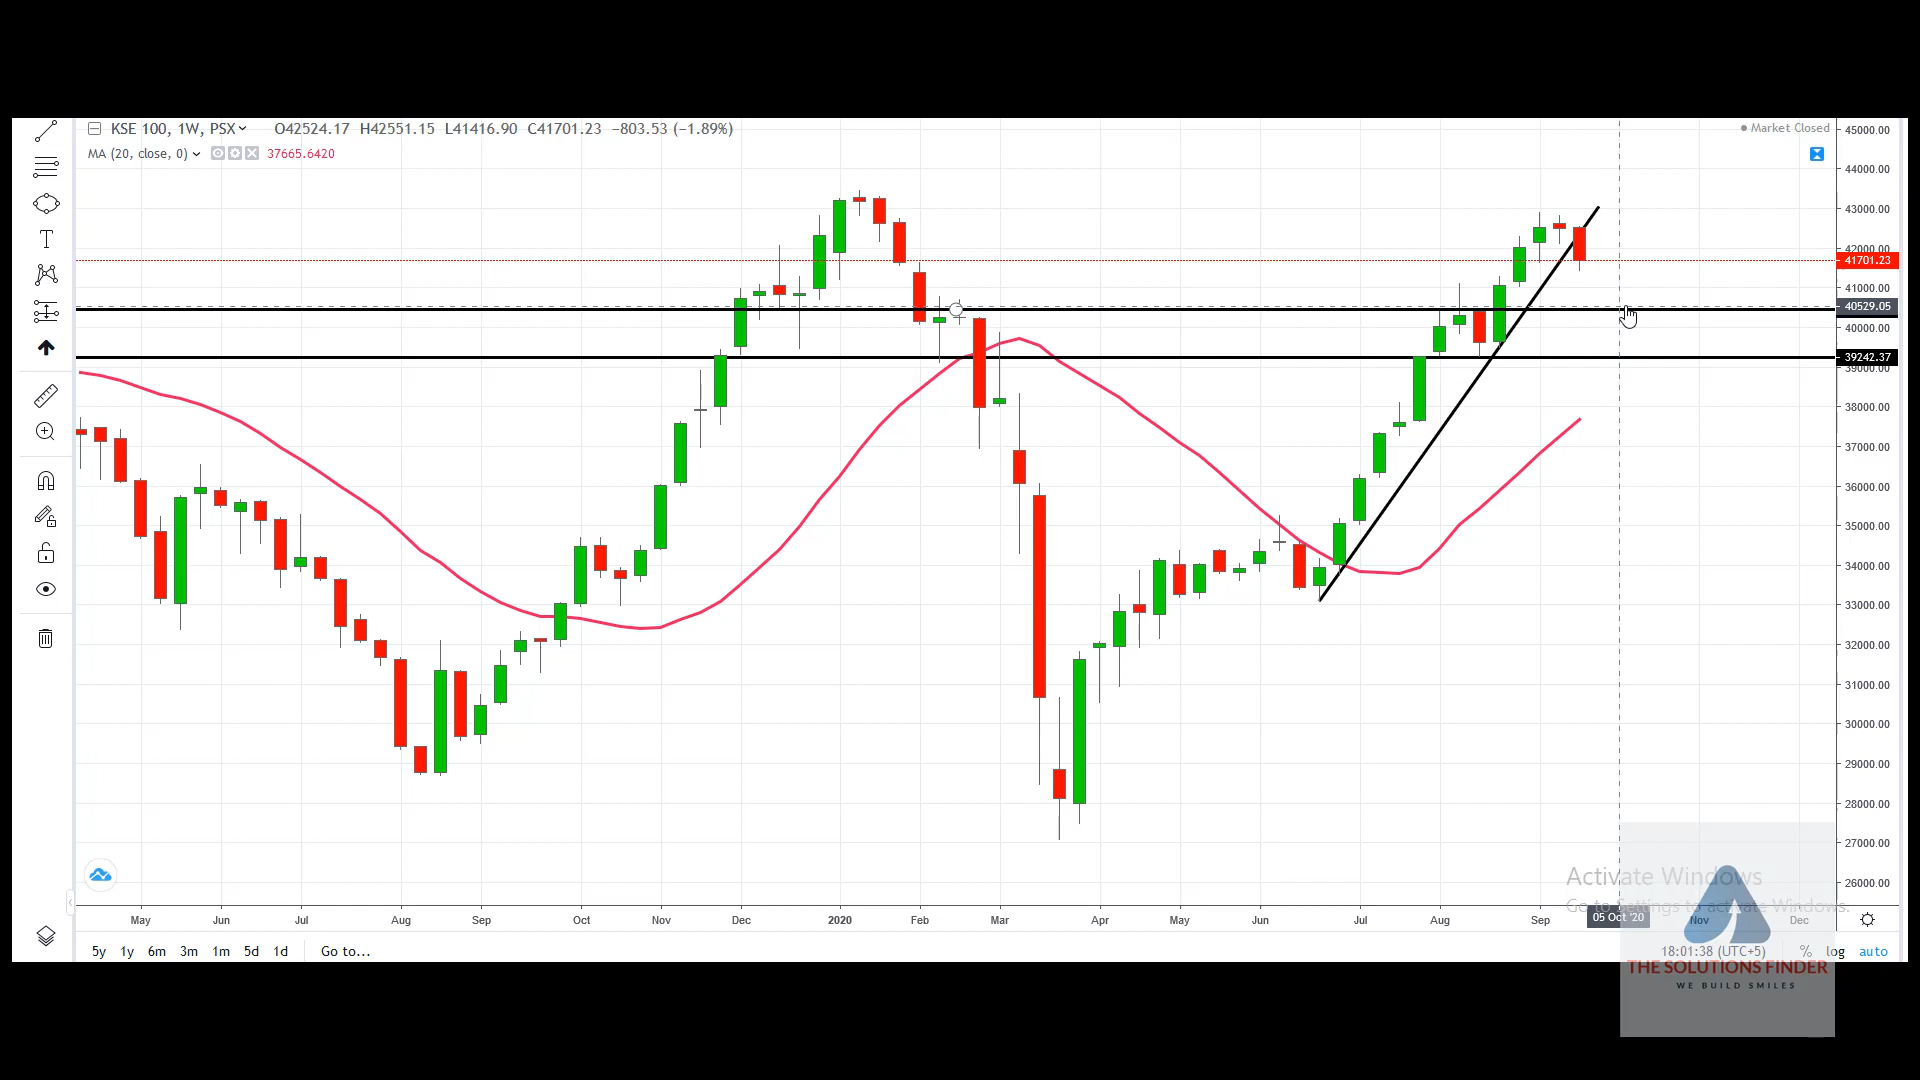 KSE 100, 1W, PSX O42524.17 H42551.15 L41416.90 C41701.23 −803.53 (−1.89%)
Market Closed
MA (20, close, 0) 37665.6420
45000.00
44000.00
43000.00
42000.00
41701.23
41000.00
40529.05
40000.00
39242.37
39000.00
38000.00
37000.00
36000.00
35000.00
34000.00
33000.00
32000.00
31000.00
30000.00
29000.00
28000.00
27000.00
26000.00
Activate Windows
Go to Settings to activate Windows.
May Jun Jul Aug Sep Oct Nov Dec 2020 Feb Mar Apr May Jun Jul Aug Sep 05 Oct '20 Nov Dec
5y 1y 6m 3m 1m 5d 1d Go to... 18:01:38 (UTC+5) % log auto
THE SOLUTIONS FINDER
WE BUILD SMILES